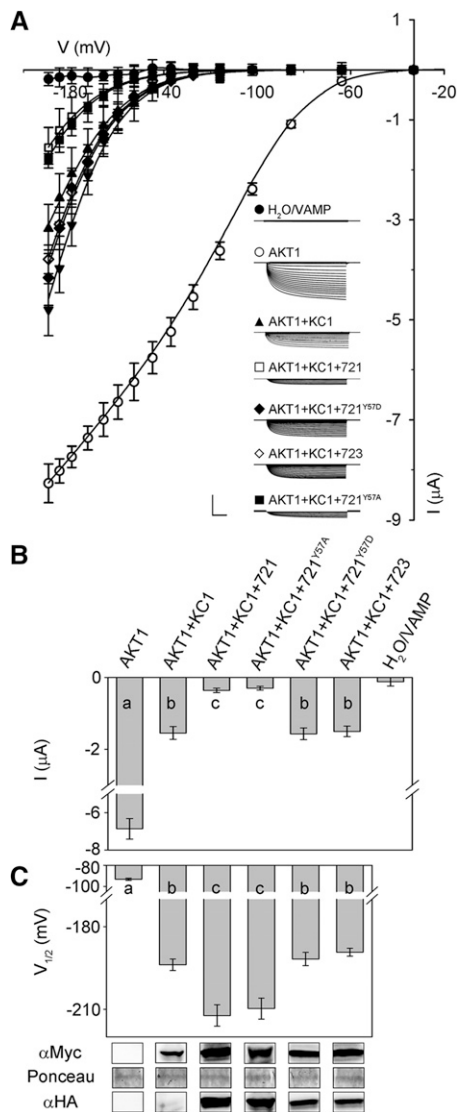 A
V (mV)
-1
-180
-140
-100
-60
-20
-1
-3
-5
-7
-9
I (μA)
H₂O/VAMP
AKT1
AKT1+KC1
AKT1+KC1+721
AKT1+KC1+721Y57D
AKT1+KC1+723
AKT1+KC1+721Y57A
B
AKT1
AKT1+KC1
AKT1+KC1+721
AKT1+KC1+721Y57A
AKT1+KC1+721Y57D
AKT1+KC1+723
H₂O/VAMP
0
-2
-6
-8
I (μA)
a b c c b b
C
-80
-100
-180
-210
V1/2 (mV)
a b c c b b
αMyc
Ponceau
αHA